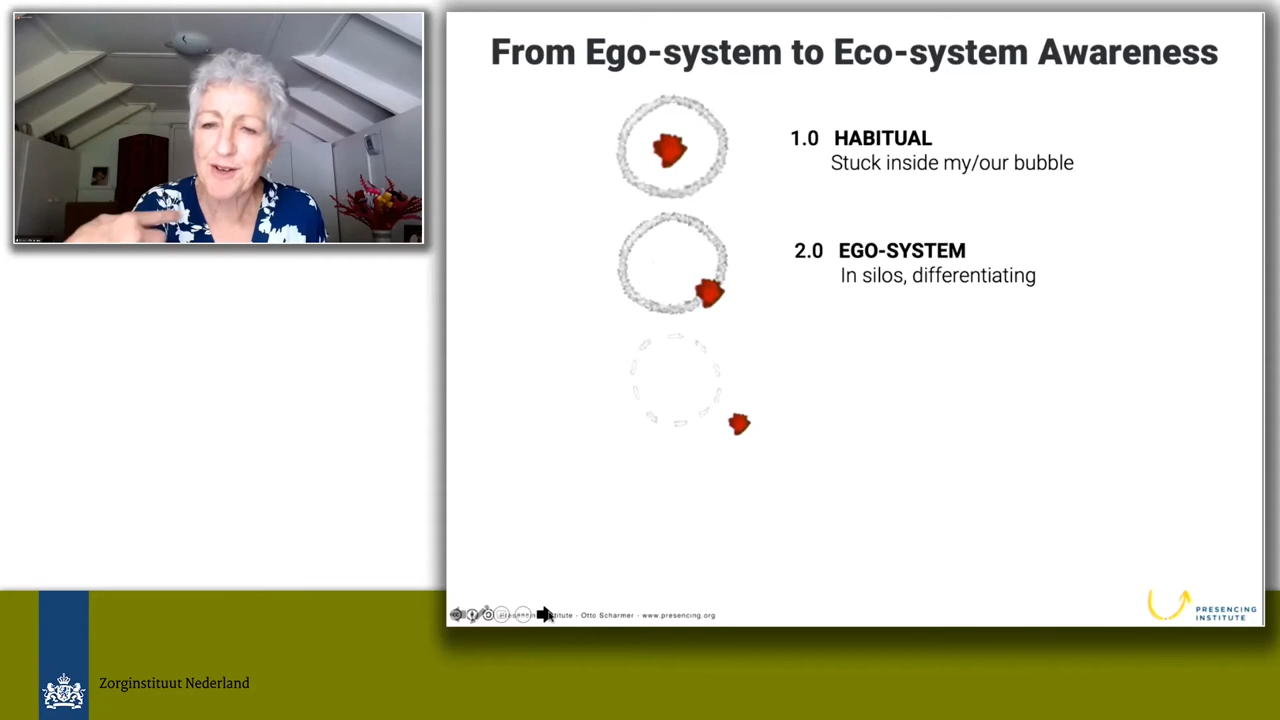 From Ego-system to Eco-system Awareness
1.0 HABITUAL
Stuck inside my/our bubble
2.0 EGO-SYSTEM
In silos, differentiating
Otto Scharmer - www.presencing.org
PRESENCING
INSTITUTE
Zorginstituut Nederland